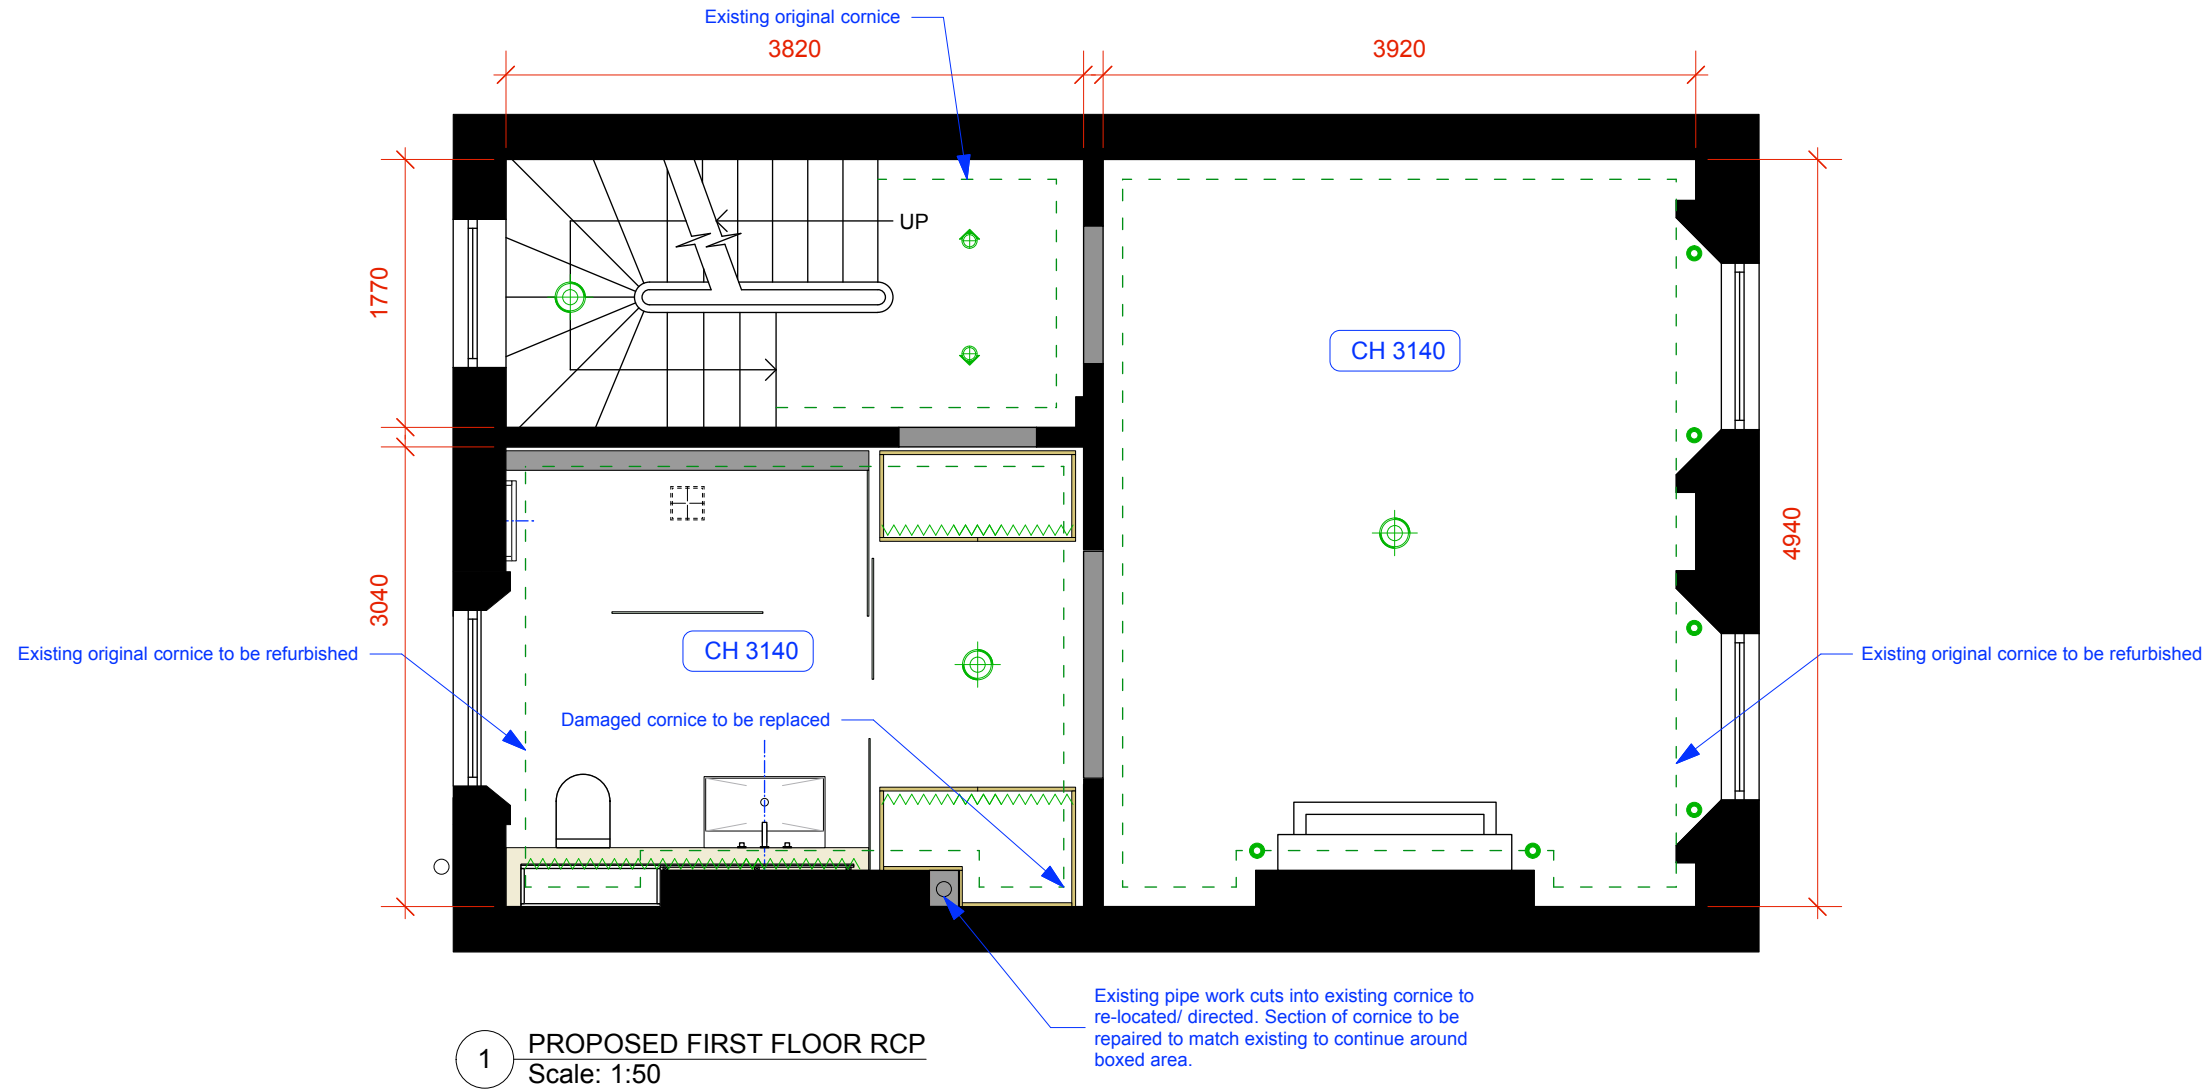 Existing original cornice
3820
3920
UP
1770
CH 3140
4940
3040
CH 3140
Existing original cornice to be refurbished
Existing original cornice to be refurbished
Damaged cornice to be replaced
Existing pipe work cuts into existing cornice to
re-located/ directed. Section of cornice to be
repaired to match existing to continue around
boxed area.
1
PROPOSED FIRST FLOOR RCP
Scale: 1:50